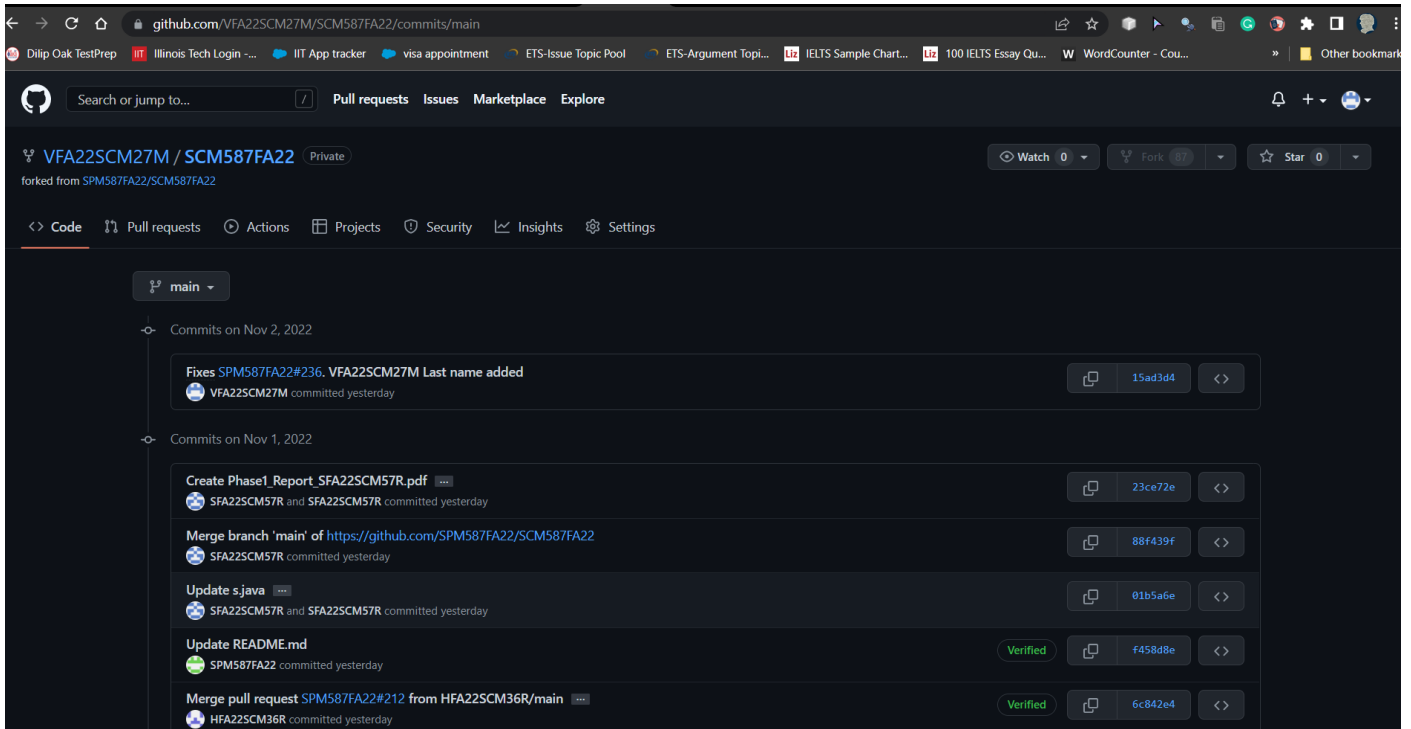 github.com/VFA22SCM27M/SCM587FA22/commits/main
Dilip Oak TestPrep IIT Illinois Tech Login -... IIT App tracker visa appointment ETS-Issue Topic Pool ETS-Argument Topi... Liz IELTS Sample Chart... Liz 100 IELTS Essay Qu... W WordCounter - Cou... » Other bookmark
Search or jump to... / Pull requests Issues Marketplace Explore
VFA22SCM27M / SCM587FA22 Private Watch 0 Fork 87 Star 0
forked from SPM587FA22/SCM587FA22
Code Pull requests Actions Projects Security Insights Settings
main
Commits on Nov 2, 2022
Fixes SPM587FA22#236. VFA22SCM27M Last name added
VFA22SCM27M committed yesterday
15ad3d4
Commits on Nov 1, 2022
Create Phase1_Report_SFA22SCM57R.pdf ...
SFA22SCM57R and SFA22SCM57R committed yesterday
23ce72e
Merge branch 'main' of https://github.com/SPM587FA22/SCM587FA22
SFA22SCM57R committed yesterday
88f439f
Update s.java ...
SFA22SCM57R and SFA22SCM57R committed yesterday
01b5a6e
Update README.md
SPM587FA22 committed yesterday
Verified f458d8e
Merge pull request SPM587FA22#212 from HFA22SCM36R/main ...
HFA22SCM36R committed yesterday
Verified 6c842e4